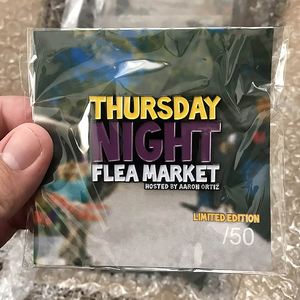 THURSDAY
NIGHT
FLEA MARKET
HOSTED BY AARON ORTIZ
LIMITED EDITION
/50